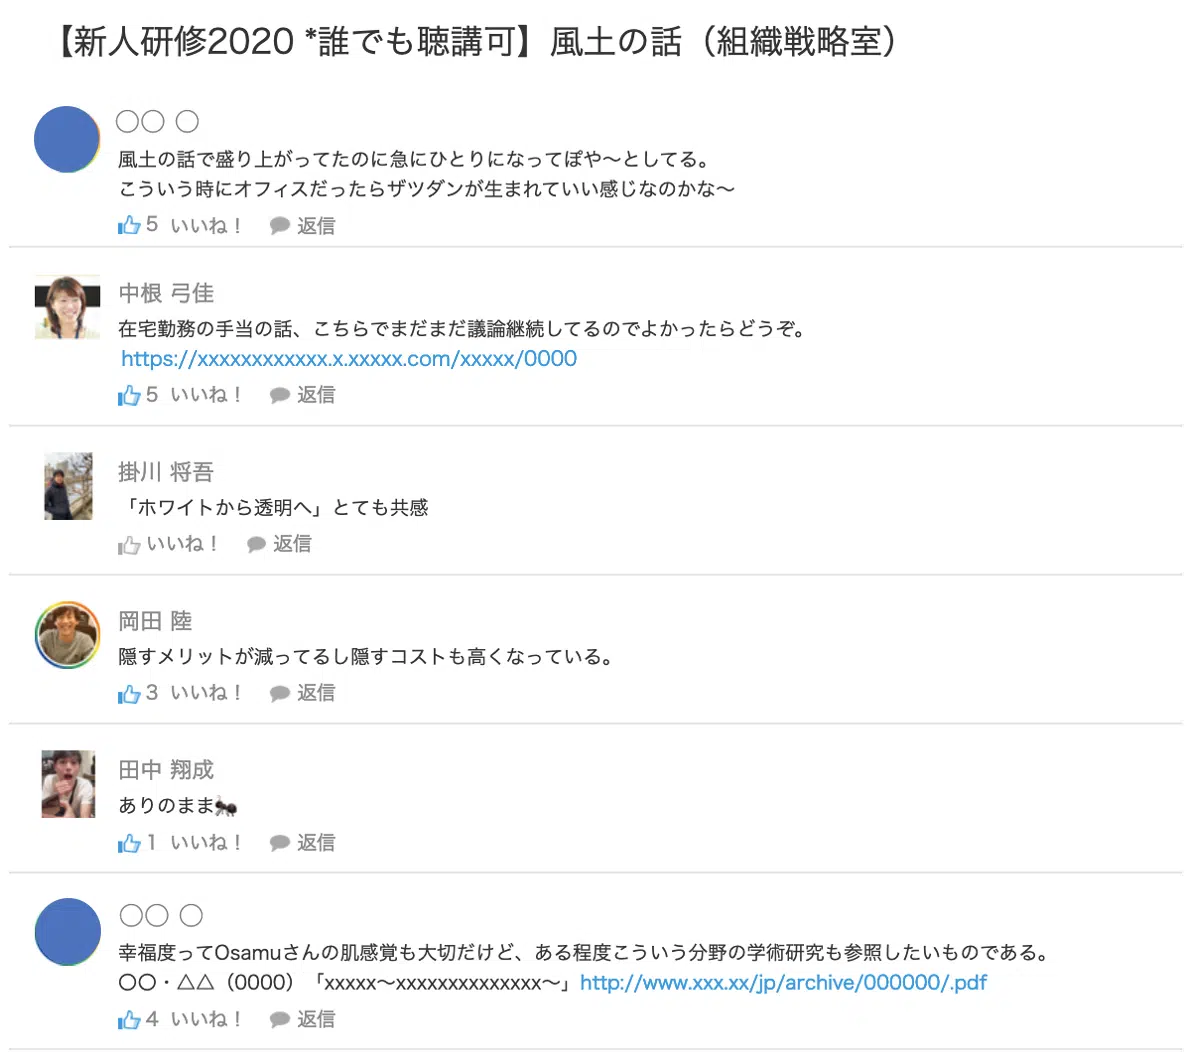 【新人研修2020 *誰でも聴講可】風土の話（組織戦略室）
〇〇 〇
風土の話で盛り上がってたのに急にひとりになってぽや〜としてる。
こういう時にオフィスだったらザツダンが生まれていい感じなのかな〜
5 いいね！ 返信
中根 弓佳
在宅勤務の手当の話、こちらでまだまだ議論継続してるのでよかったらどうぞ。
https://xxxxxxxxxxxx.x.xxxxx.com/xxxxx/0000
5 いいね！ 返信
掛川 将吾
「ホワイトから透明へ」とても共感
いいね！ 返信
岡田 陸
隠すメリットが減ってるし隠すコストも高くなっている。
3 いいね！ 返信
田中 翔成
ありのまま🐜
1 いいね！ 返信
〇〇 〇
幸福度ってOsamuさんの肌感覚も大切だけど、ある程度こういう分野の学術研究も参照したいものである。
〇〇・△△（0000）「xxxxx〜xxxxxxxxxxxxxx〜」http://www.xxx.xx/jp/archive/000000/.pdf
4 いいね！ 返信